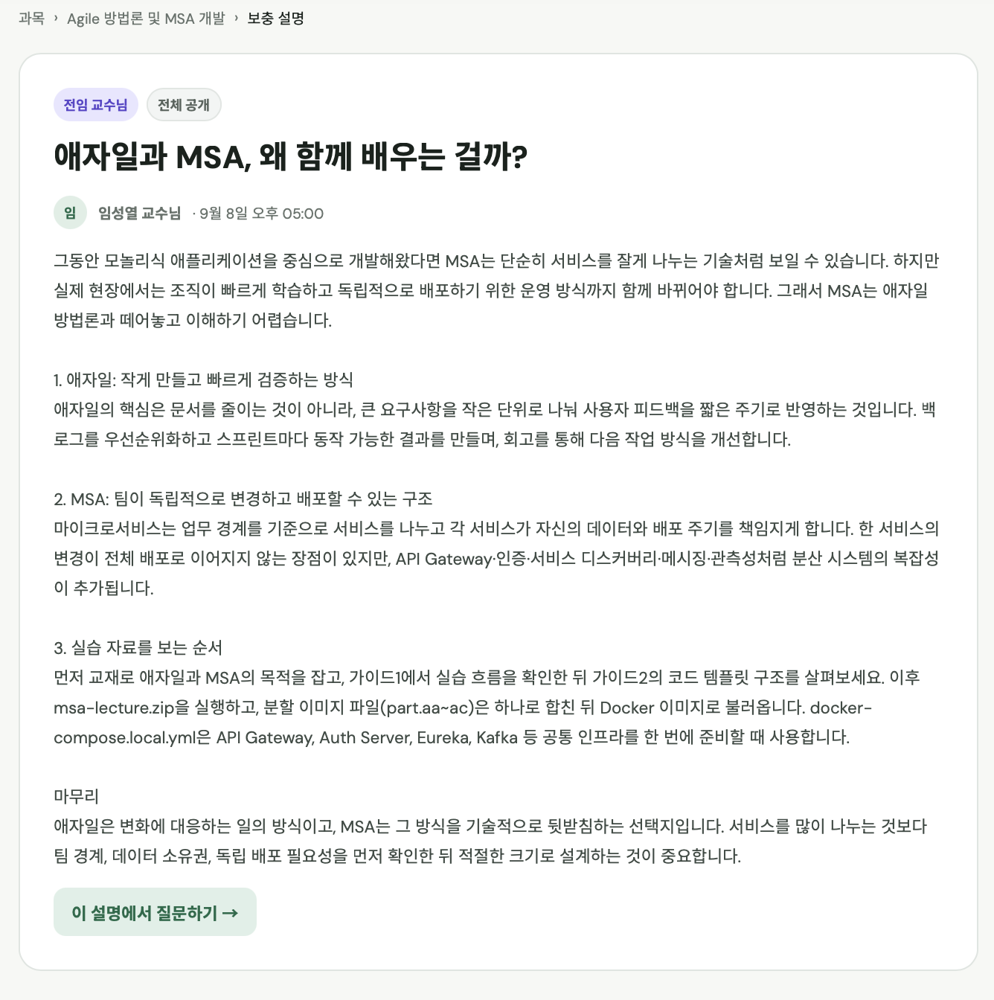 과목 › Agile 방법론 및 MSA 개발 › 보충 설명
전임 교수님 전체 공개
애자일과 MSA, 왜 함께 배우는 걸까?
임 임성열 교수님 · 9월 8일 오후 05:00
그동안 모놀리식 애플리케이션을 중심으로 개발해왔다면 MSA는 단순히 서비스를 잘게 나누는 기술처럼 보일 수 있습니다. 하지만
실제 현장에서는 조직이 빠르게 학습하고 독립적으로 배포하기 위한 운영 방식까지 함께 바뀌어야 합니다. 그래서 MSA는 애자일
방법론과 떼어놓고 이해하기 어렵습니다.
1. 애자일: 작게 만들고 빠르게 검증하는 방식
애자일의 핵심은 문서를 줄이는 것이 아니라, 큰 요구사항을 작은 단위로 나눠 사용자 피드백을 짧은 주기로 반영하는 것입니다. 백
로그를 우선순위화하고 스프린트마다 동작 가능한 결과를 만들며, 회고를 통해 다음 작업 방식을 개선합니다.
2. MSA: 팀이 독립적으로 변경하고 배포할 수 있는 구조
마이크로서비스는 업무 경계를 기준으로 서비스를 나누고 각 서비스가 자신의 데이터와 배포 주기를 책임지게 합니다. 한 서비스의
변경이 전체 배포로 이어지지 않는 장점이 있지만, API Gateway·인증·서비스 디스커버리·메시징·관측성처럼 분산 시스템의 복잡성
이 추가됩니다.
3. 실습 자료를 보는 순서
먼저 교재로 애자일과 MSA의 목적을 잡고, 가이드1에서 실습 흐름을 확인한 뒤 가이드2의 코드 템플릿 구조를 살펴보세요. 이후
msa-lecture.zip을 실행하고, 분할 이미지 파일(part.aa~ac)은 하나로 합친 뒤 Docker 이미지로 불러옵니다. docker-
compose.local.yml은 API Gateway, Auth Server, Eureka, Kafka 등 공통 인프라를 한 번에 준비할 때 사용합니다.
마무리
애자일은 변화에 대응하는 일의 방식이고, MSA는 그 방식을 기술적으로 뒷받침하는 선택지입니다. 서비스를 많이 나누는 것보다
팀 경계, 데이터 소유권, 독립 배포 필요성을 먼저 확인한 뒤 적절한 크기로 설계하는 것이 중요합니다.
이 설명에서 질문하기 →